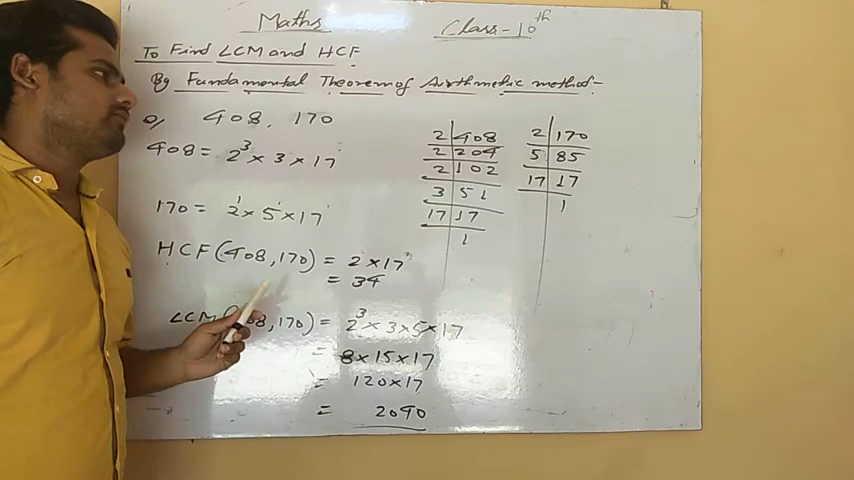 Maths Class-10th
To Find LCM and HCF
By Fundamental Theorem of Airthmetric method-
408, 170
408 = 2³ × 3 × 17
170 = 2¹ × 5¹ × 17¹
HCF(408,170) = 2 × 17
= 34
LCM(408,170) = 2³ × 3 × 5 × 17
= 8 × 15 × 17
= 120 × 17
= 2040
2 | 408
2 | 204
2 | 102
3 | 51
17 | 17
1
2 | 170
5 | 85
17 | 17
1